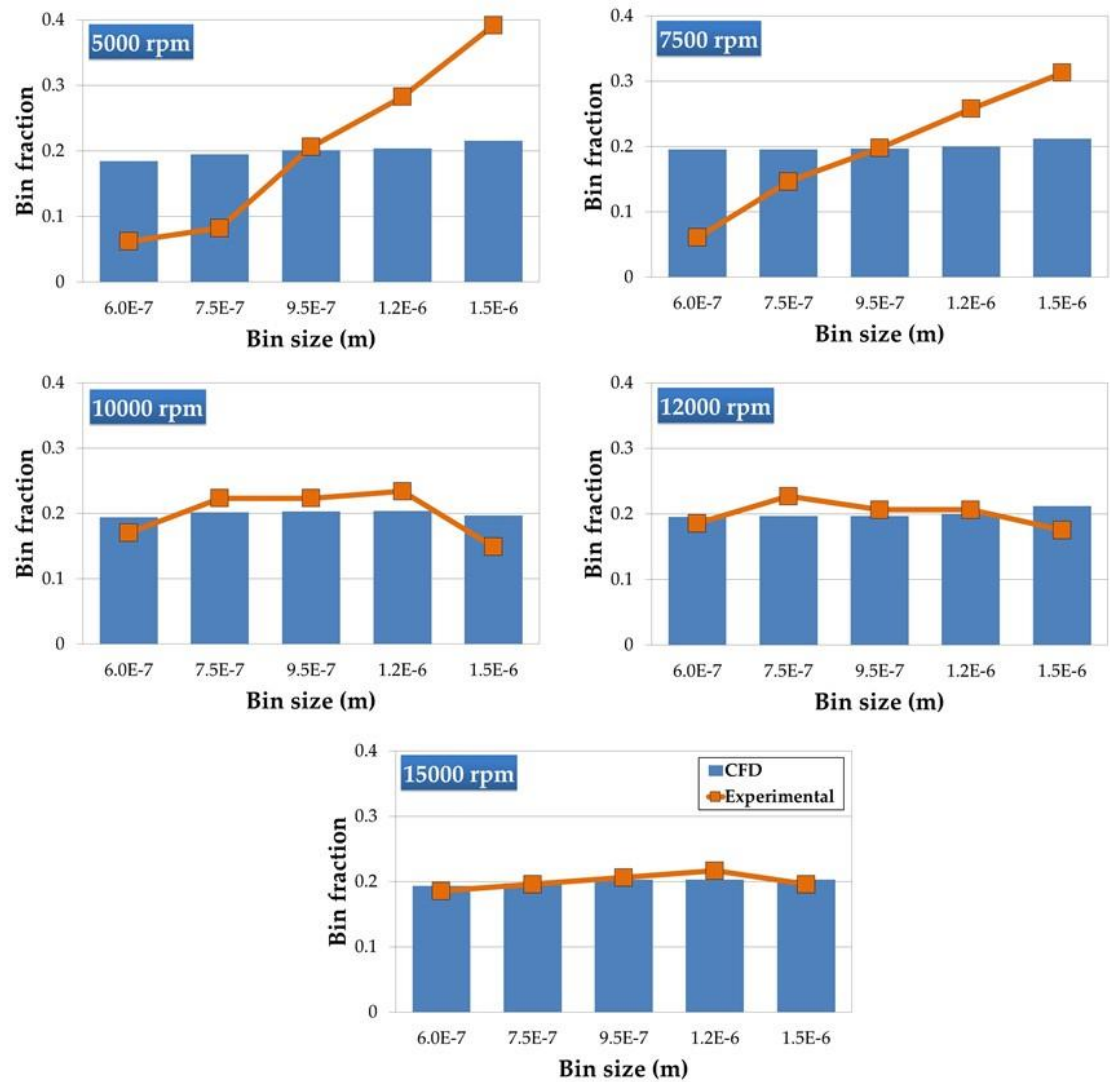 5000 rpm
0.4
0.3
0.2
0.1
0
Bin fraction
6.0E-7 7.5E-7 9.5E-7 1.2E-6 1.5E-6
Bin size (m)
7500 rpm
0.4
0.3
0.2
0.1
0
Bin fraction
6.0E-7 7.5E-7 9.5E-7 1.2E-6 1.5E-6
Bin size (m)
10000 rpm
0.4
0.3
0.2
0.1
0
Bin fraction
6.0E-7 7.5E-7 9.5E-7 1.2E-6 1.5E-6
Bin size (m)
12000 rpm
0.4
0.3
0.2
0.1
0
Bin fraction
6.0E-7 7.5E-7 9.5E-7 1.2E-6 1.5E-6
Bin size (m)
15000 rpm
CFD
Experimental
0.4
0.3
0.2
0.1
0
Bin fraction
6.0E-7 7.5E-7 9.5E-7 1.2E-6 1.5E-6
Bin size (m)